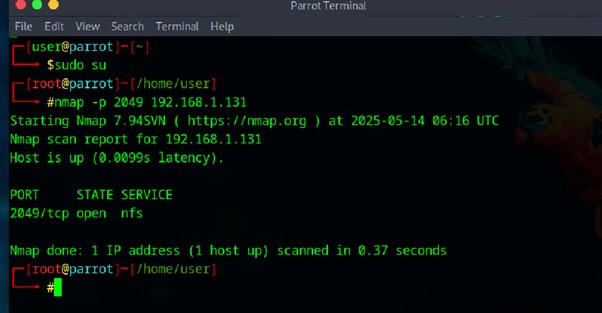 Parrot Terminal
File Edit View Search Terminal Help
┌─[user@parrot]─[~]
└──╼ $sudo su
┌─[root@parrot]─[/home/user]
└──╼ #nmap -p 2049 192.168.1.131
Starting Nmap 7.94SVN ( https://nmap.org ) at 2025-05-14 06:16 UTC
Nmap scan report for 192.168.1.131
Host is up (0.0099s latency).
PORT     STATE SERVICE
2049/tcp open  nfs
Nmap done: 1 IP address (1 host up) scanned in 0.37 seconds
┌─[root@parrot]─[/home/user]
└──╼ #